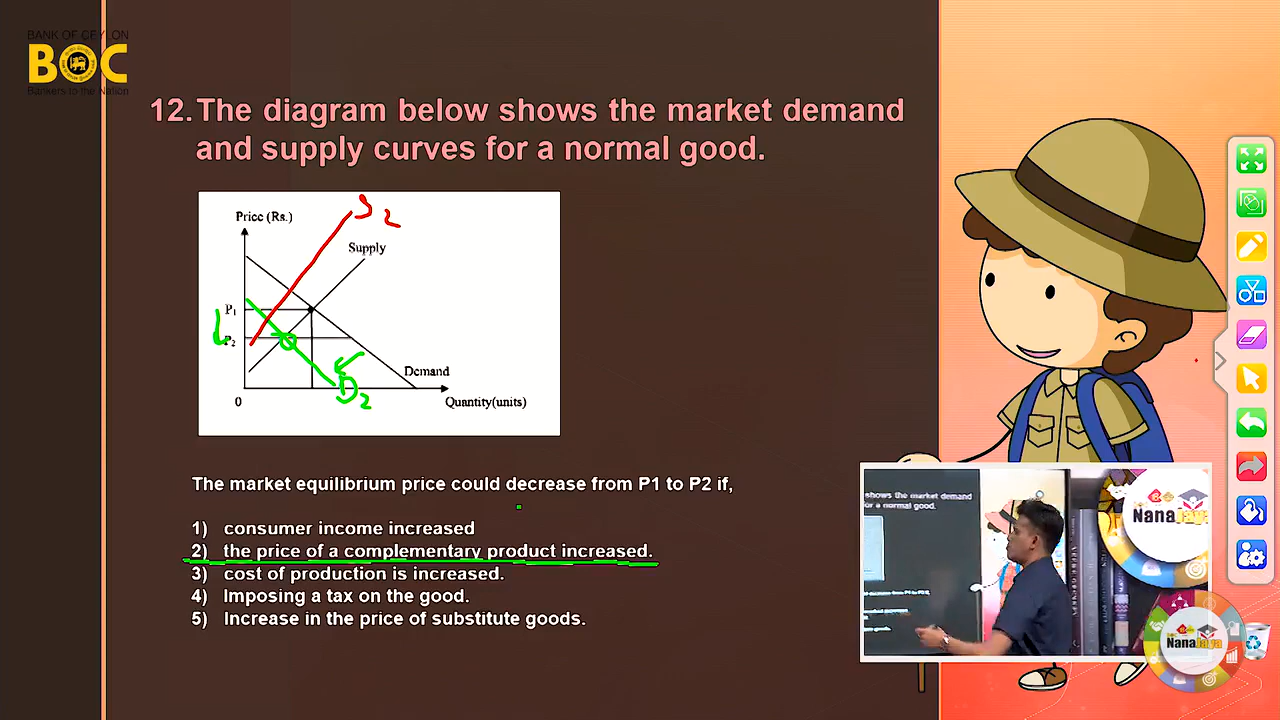 BANK OF CEYLON
BOC
Bankers to the Nation
12. The diagram below shows the market demand
and supply curves for a normal good.
Price (Rs.)
S2
Supply
P1
P2
Demand
D2
0
Quantity(units)
The market equilibrium price could decrease from P1 to P2 if,
1) consumer income increased
2) the price of a complementary product increased.
3) cost of production is increased.
4) Imposing a tax on the good.
5) Increase in the price of substitute goods.
shows the market demand
for a normal good.
NanaJaya
NanaJaya